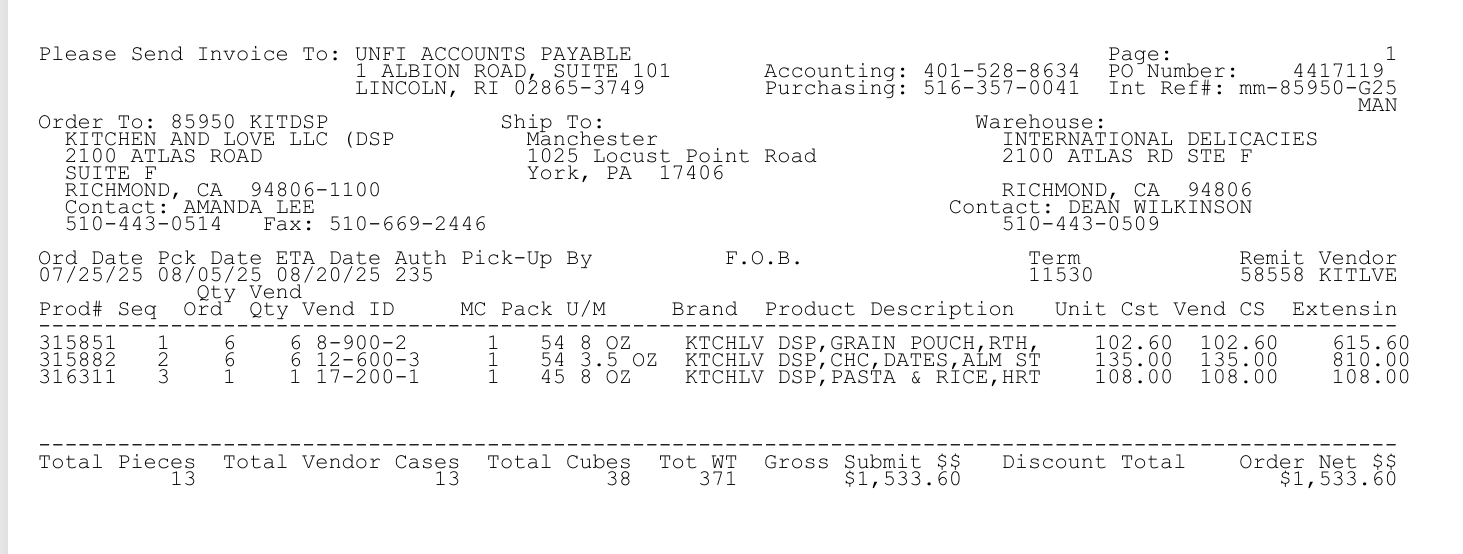 Please Send Invoice To: UNFI ACCOUNTS PAYABLE Page: 1
1 ALBION ROAD, SUITE 101 Accounting: 401-528-8634 PO Number: 4417119
LINCOLN, RI 02865-3749 Purchasing: 516-357-0041 Int Ref#: mm-85950-G25
MAN
Order To: 85950 KITDSP Ship To: Warehouse:
KITCHEN AND LOVE LLC (DSP Manchester INTERNATIONAL DELICACIES
2100 ATLAS ROAD 1025 Locust Point Road 2100 ATLAS RD STE F
SUITE F York, PA 17406
RICHMOND, CA 94806-1100 RICHMOND, CA 94806
Contact: AMANDA LEE Contact: DEAN WILKINSON
510-443-0514 Fax: 510-669-2446 510-443-0509
Ord Date Pck Date ETA Date Auth Pick-Up By F.O.B. Term Remit Vendor
07/25/25 08/05/25 08/20/25 235 11530 58558 KITLVE
Qty Vend
Prod# Seq Ord Qty Vend ID MC Pack U/M Brand Product Description Unit Cst Vend CS Extensin
315851 1 6 6 8-900-2 1 54 8 OZ KTCHLV DSP,GRAIN POUCH,RTH, 102.60 102.60 615.60
315882 2 6 6 12-600-3 1 54 3.5 OZ KTCHLV DSP,CHC,DATES,ALM ST 135.00 135.00 810.00
316311 3 1 1 17-200-1 1 45 8 OZ KTCHLV DSP,PASTA & RICE,HRT 108.00 108.00 108.00
Total Pieces Total Vendor Cases Total Cubes Tot WT Gross Submit $$ Discount Total Order Net $$
13 13 38 371 $1,533.60 $1,533.60